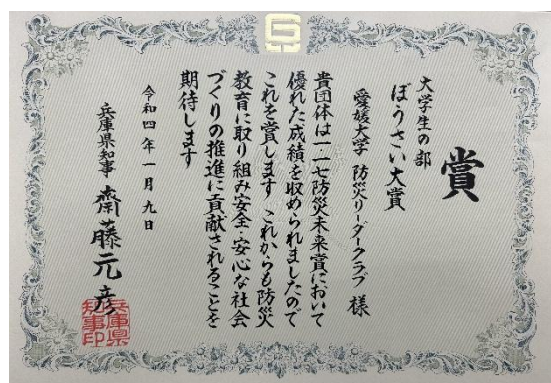 賞
大学生の部
ぼうさい大賞
愛媛大学 防災リーダークラブ 様
貴団体は一一七防災未来賞において
優れた成績を収められましたので
これを賞します これからも防災
教育に取り組み安全・安心な社会
づくりの推進に貢献されることを
期待します
令和四年一月九日
兵庫県知事 齋藤元彦
兵庫県
知事印